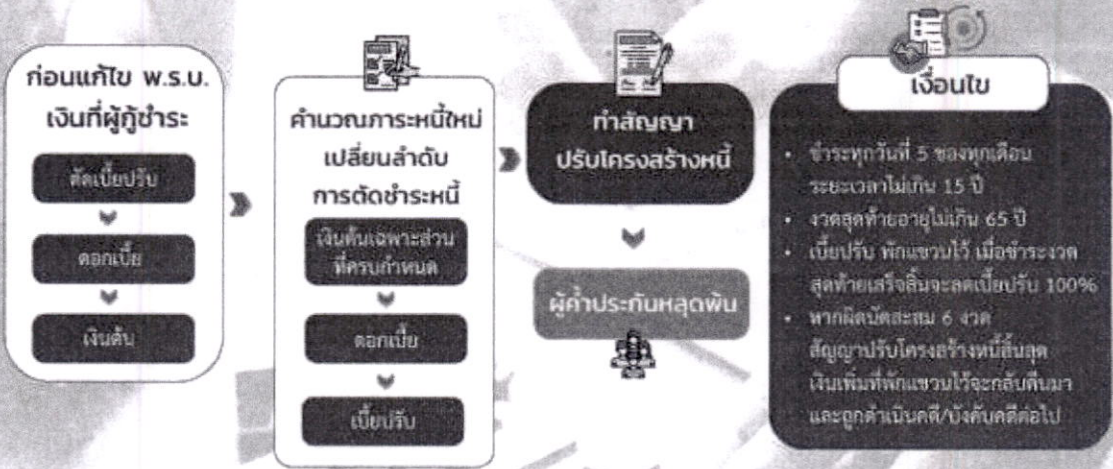 ก่อนแก้ไข พ.ร.บ.
เงินที่ผู้กู้ชำระ
ตัดเบี้ยปรับ
ดอกเบี้ย
เงินต้น
คำนวณภาระหนี้ใหม่
เปลี่ยนลำดับ
การตัดชำระหนี้
เงินต้นเฉพาะส่วน
ที่ครบกำหนด
ดอกเบี้ย
เบี้ยปรับ
ทำสัญญา
ปรับโครงสร้างหนี้
ผู้ค้ำประกันหลุดพ้น
เงื่อนไข
• ชำระทุกวันที่ 5 ของทุกเดือน
ระยะเวลาไม่เกิน 15 ปี
• งวดสุดท้ายอายุไม่เกิน 65 ปี
• เบี้ยปรับ พักแขวนไว้ เมื่อชำระงวด
สุดท้ายเสร็จสิ้นจะลดเบี้ยปรับ 100%
• หากผิดนัดสะสม 6 งวด
สัญญาปรับโครงสร้างหนี้สิ้นสุด
เงินเพิ่มที่พักแขวนไว้จะกลับคืนมา
และถูกดำเนินคดี/บังคับคดีต่อไป